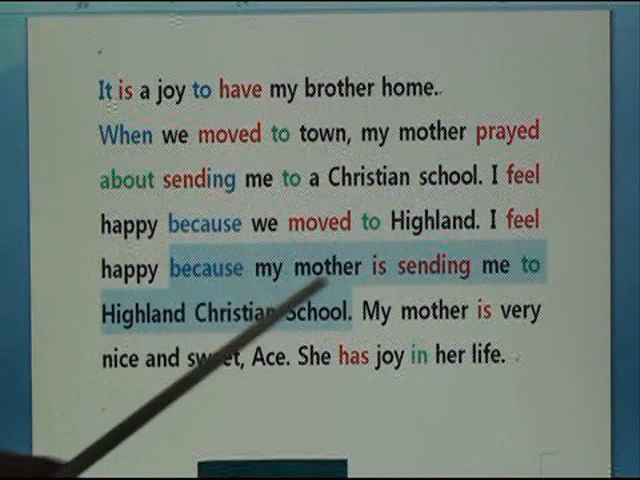 It is a joy to have my brother home.
When we moved to town, my mother prayed
about sending me to a Christian school. I feel
happy because we moved to Highland. I feel
happy because my mother is sending me to
Highland Christian School. My mother is very
nice and sweet, Ace. She has joy in her life.